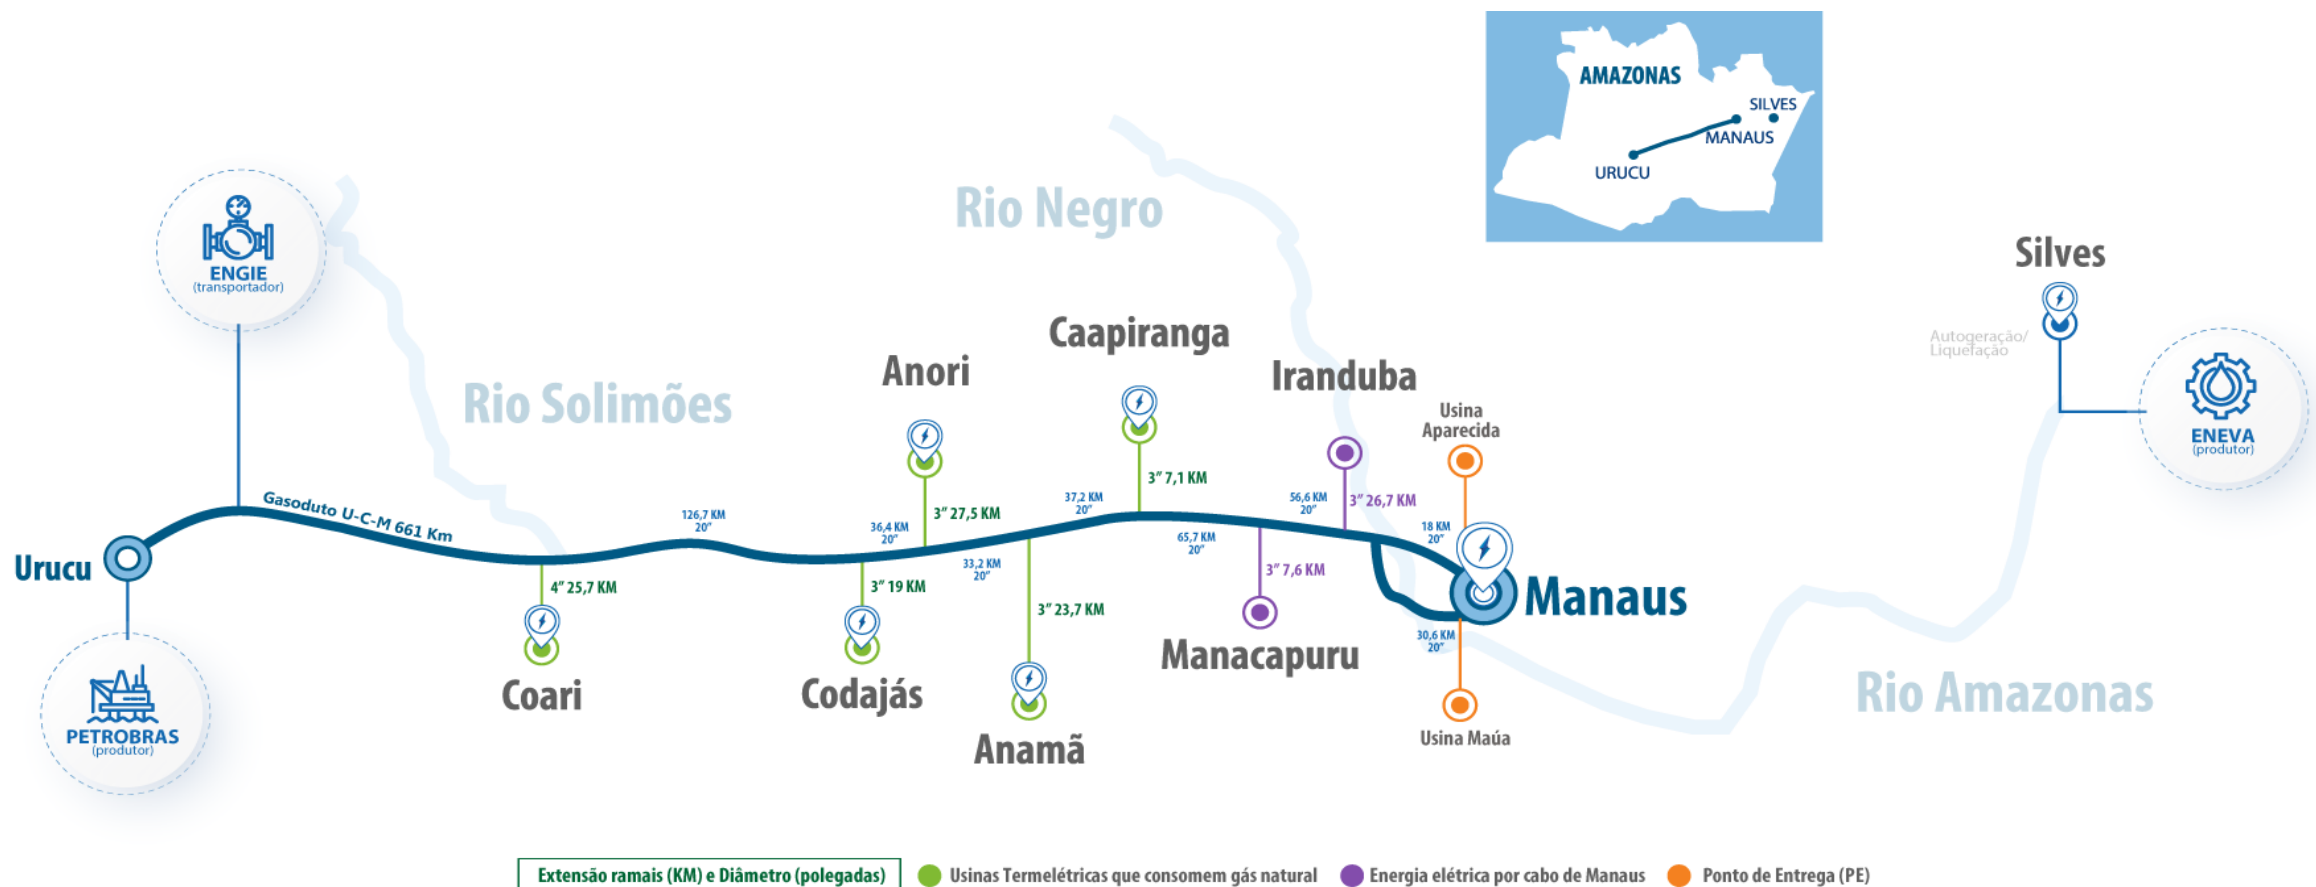 AMAZONAS
SILVES
MANAUS
URUCU
Rio Negro
Silves
ENGIE
(transportador)
Caapiranga
Autogeração/
Liquefação
Anori
Iranduba
Rio Solimões
Usina
Aparecida
ENEVA
(produtor)
3” 7,1 KM
Gasoduto U-C-M 661 Km
126,7 KM
20”
36,4 KM
20”
3” 27,5 KM
37,2 KM
20”
56,6 KM
20”
3” 26,7 KM
18 KM
20”
65,7 KM
20”
33,2 KM
20”
Urucu
4” 25,7 KM
3” 19 KM
3” 23,7 KM
3” 7,6 KM
Manaus
30,6 KM
20”
Manacapuru
Coari
Codajás
Anamã
Rio Amazonas
PETROBRAS
(produtor)
Usina Maúa
Extensão ramais (KM) e Diâmetro (polegadas)
Usinas Termelétricas que consomem gás natural
Energia elétrica por cabo de Manaus
Ponto de Entrega (PE)